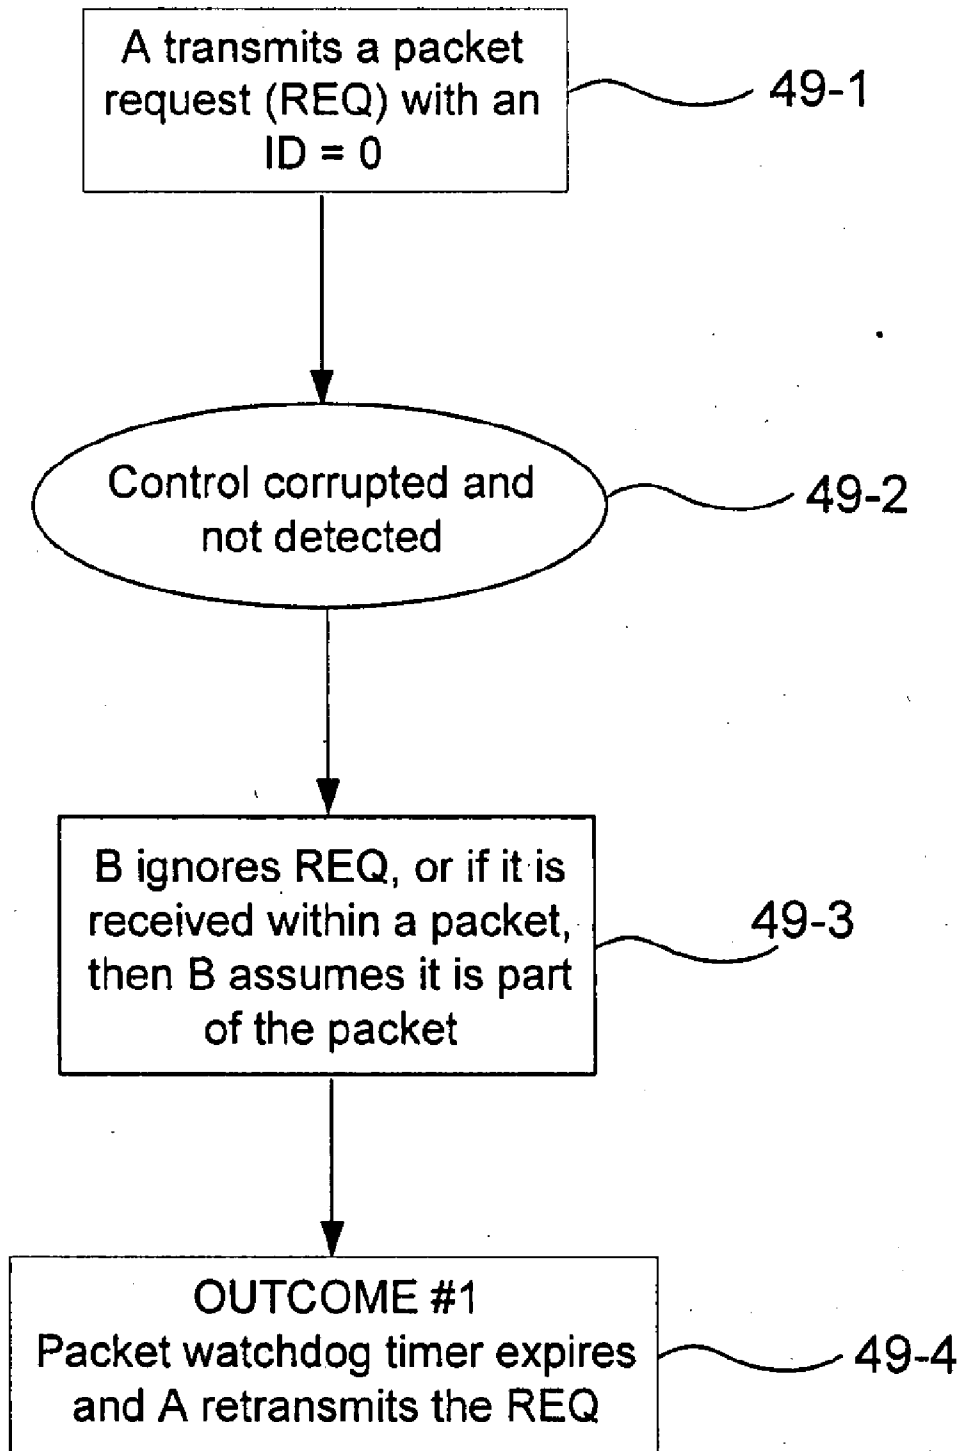 A transmits a packet
request (REQ) with an
ID = 0
49-1
Control corrupted and
not detected
49-2
B ignores REQ, or if it is
received within a packet,
then B assumes it is part
of the packet
49-3
OUTCOME #1
Packet watchdog timer expires
and A retransmits the REQ
49-4